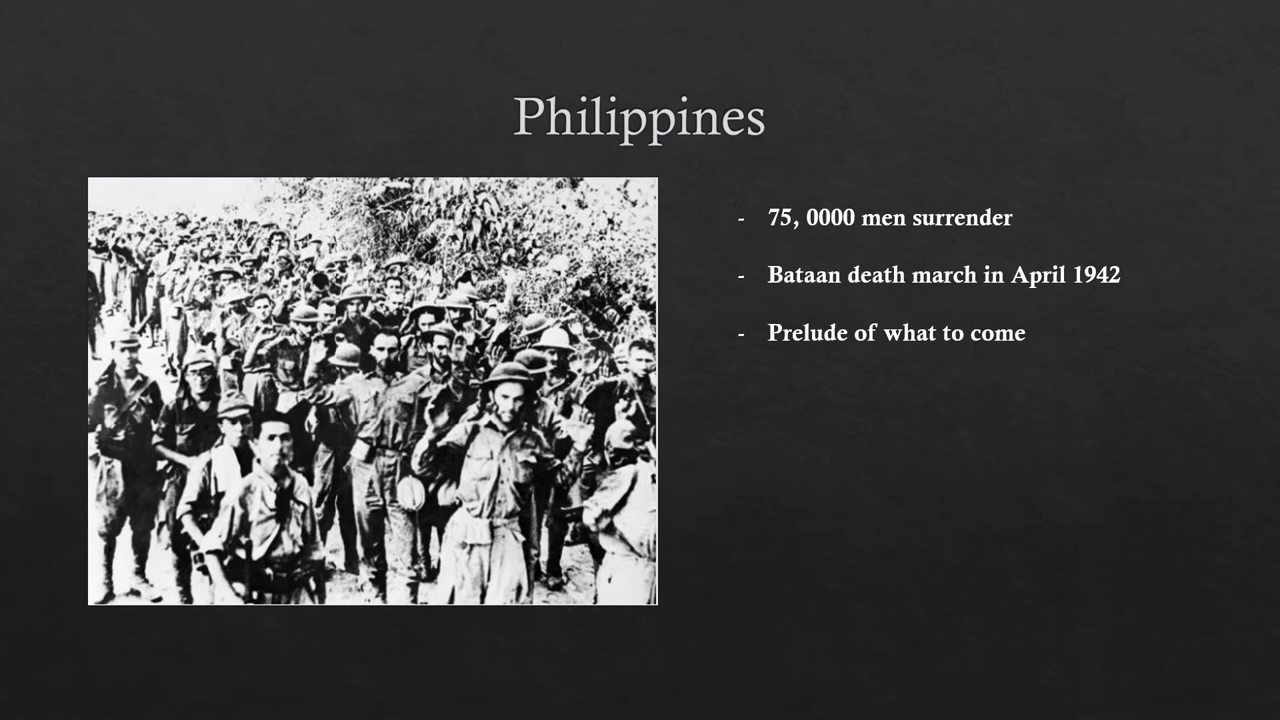 Philippines
- 75, 0000 men surrender
- Bataan death march in April 1942
- Prelude of what to come